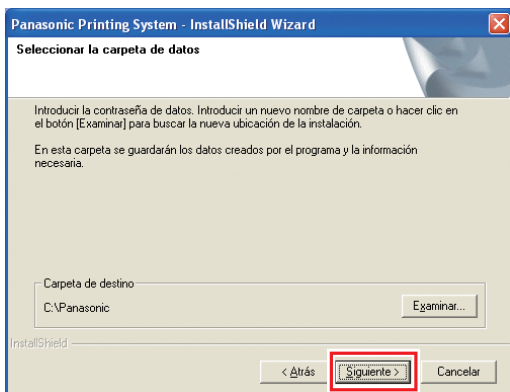 Panasonic Printing System - InstallShield Wizard
Seleccionar la carpeta de datos
Introducir la contraseña de datos. Introducir un nuevo nombre de carpeta o hacer clic en
el botón [Examinar] para buscar la nueva ubicación de la instalación.
En esta carpeta se guardarán los datos creados por el programa y la información
necesaria.
Carpeta de destino
C:\Panasonic
Examinar...
InstallShield
< Atrás
Siguiente >
Cancelar